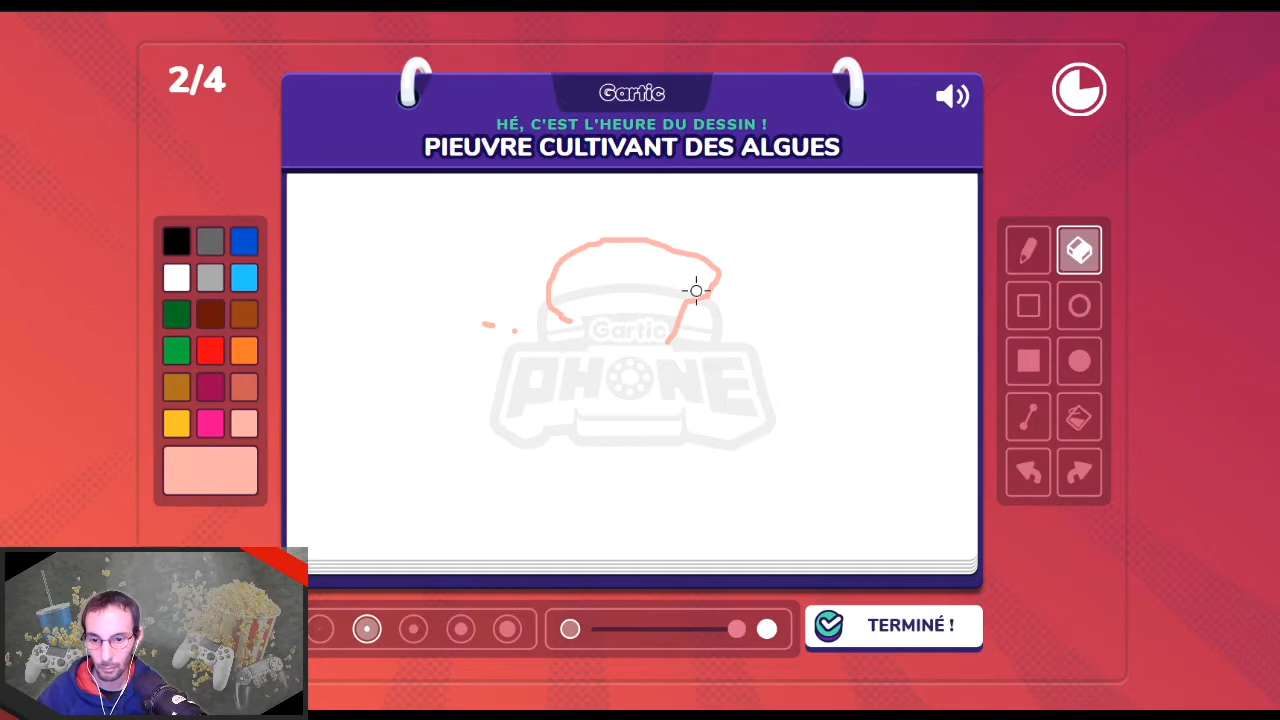 2/4
Gartic
HÉ, C'EST L'HEURE DU DESSIN !
PIEUVRE CULTIVANT DES ALGUES
Gartic
PHONE
TERMINÉ !